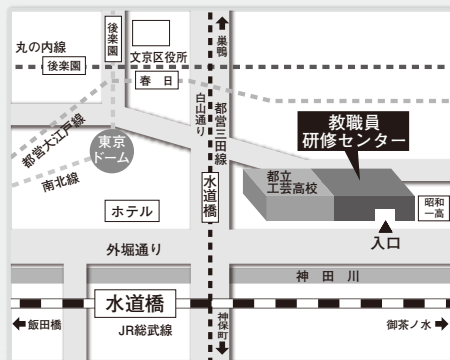 後楽園
丸の内線
後楽園
文京区役所
春日
巣鴨
白山通り
都営三田線
都営大江戸線
東京
ドーム
南北線
教職員
研修センター
都立
工芸高校
昭和
一高
水道橋
ホテル
入口
外堀通り
神田川
水道橋
飯田橋
JR総武線
神保町
御茶ノ水